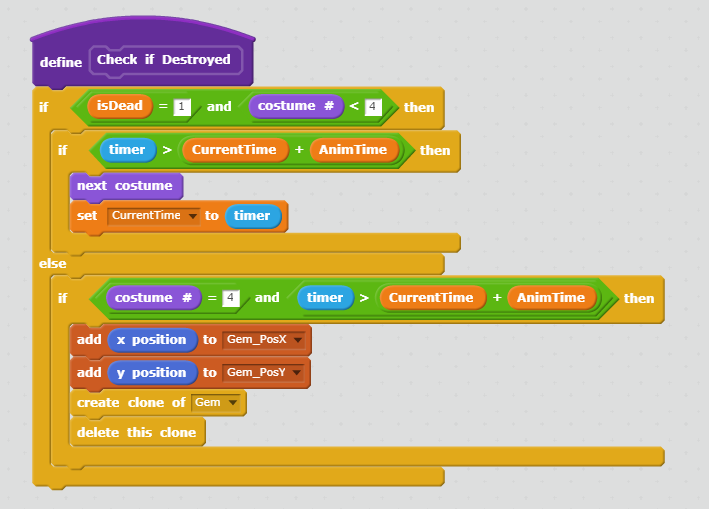 define Check if Destroyed
if isDead = 1 and costume # < 4 then
if timer > CurrentTime + AnimTime then
next costume
set CurrentTime to timer
else
if costume # = 4 and timer > CurrentTime + AnimTime then
add x position to Gem_PosX
add y position to Gem_PosY
create clone of Gem
delete this clone